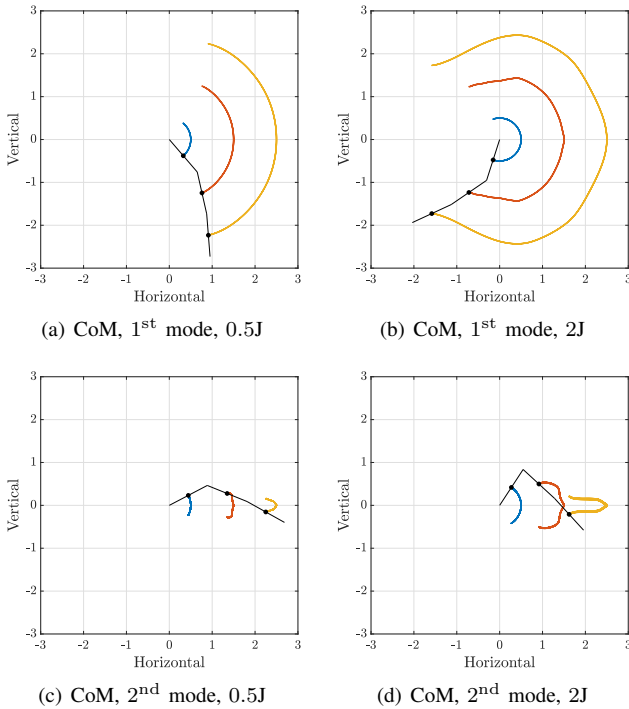 3
2
1
0
-1
-2
-3
Vertical
-3 -2 -1 0 1 2 3
Horizontal
(a) CoM, 1st mode, 0.5J
3
2
1
0
-1
-2
-3
Vertical
-3 -2 -1 0 1 2 3
Horizontal
(b) CoM, 1st mode, 2J
3
2
1
0
-1
-2
-3
Vertical
-3 -2 -1 0 1 2 3
Horizontal
(c) CoM, 2nd mode, 0.5J
3
2
1
0
-1
-2
-3
Vertical
-3 -2 -1 0 1 2 3
Horizontal
(d) CoM, 2nd mode, 2J